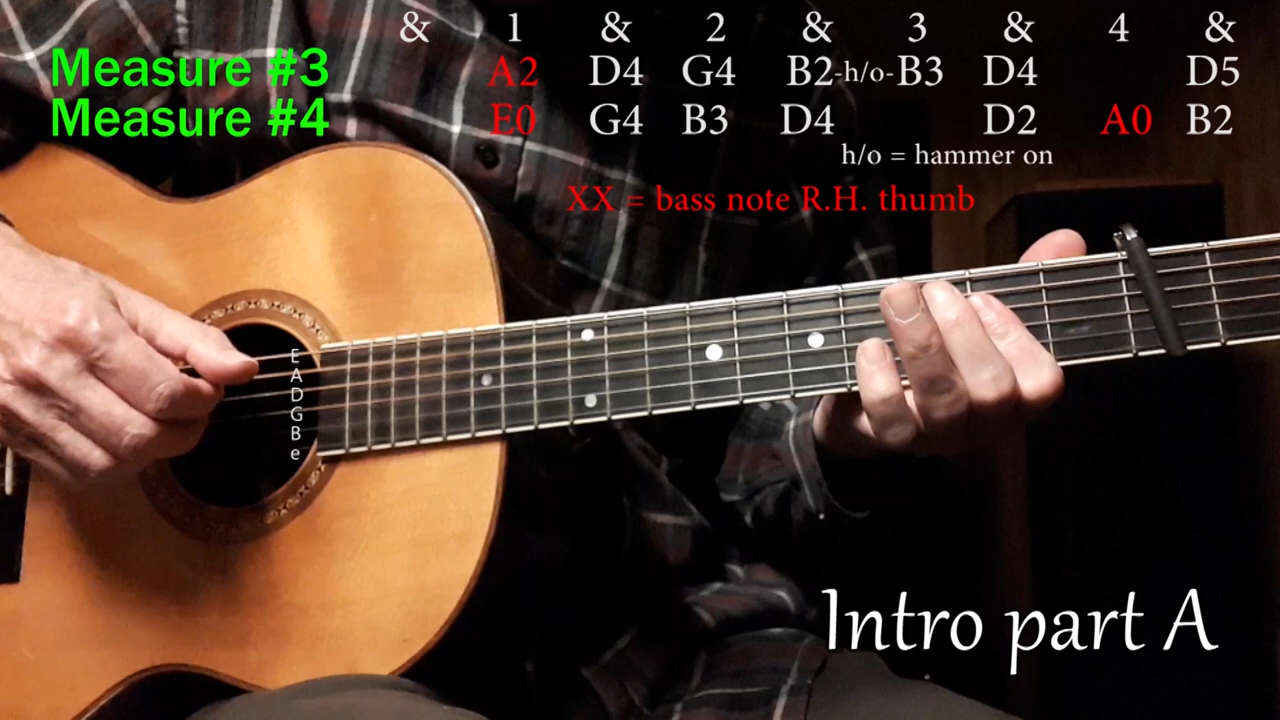 & 1 & 2 & 3 & 4 &
Measure #3 A2 D4 G4 B2-h/o-B3 D4 D5
Measure #4 E0 G4 B3 D4 D2 A0 B2
h/o = hammer on
XX = bass note R.H. thumb
E
A
D
G
B
e
Intro part A